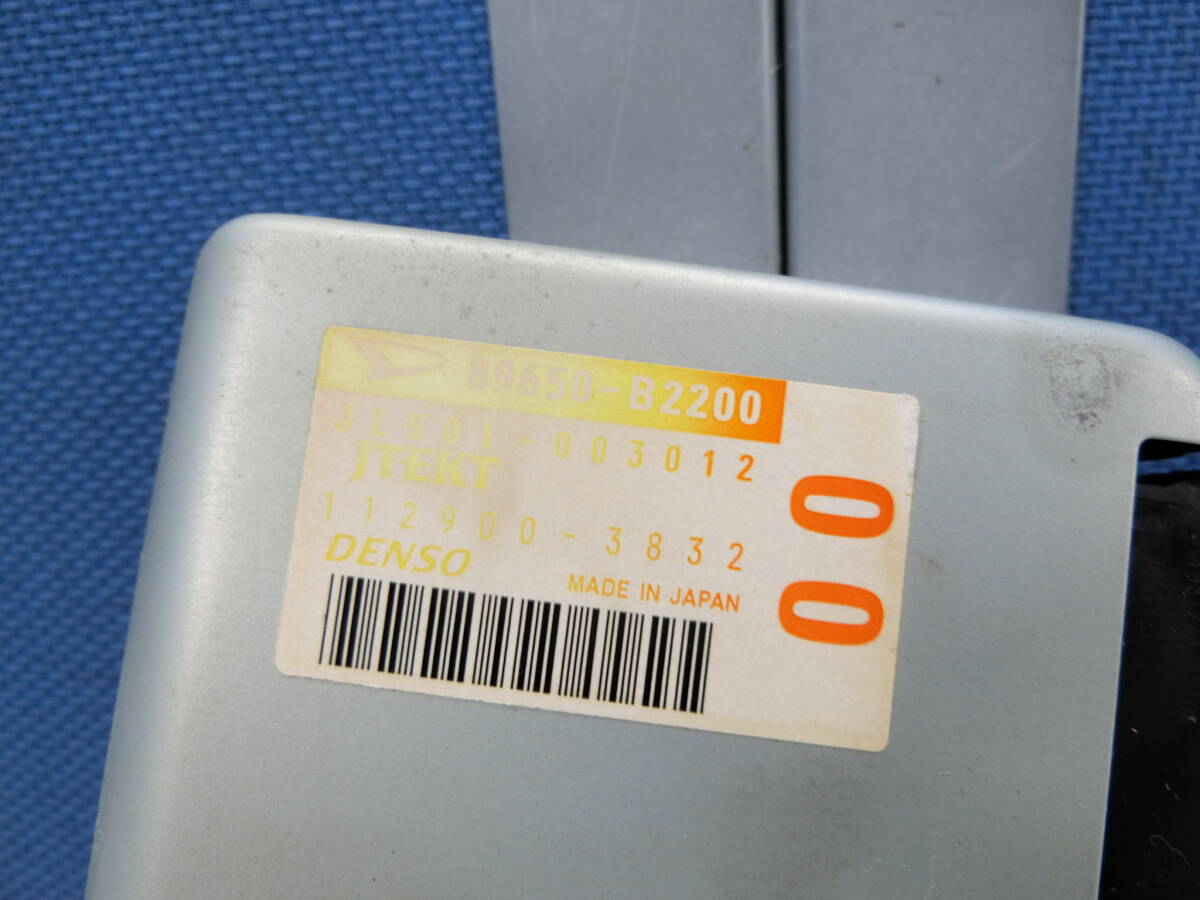 89650-B2200
JL501-003012
JTEKT
112900-3832
DENSO
MADE IN JAPAN
00